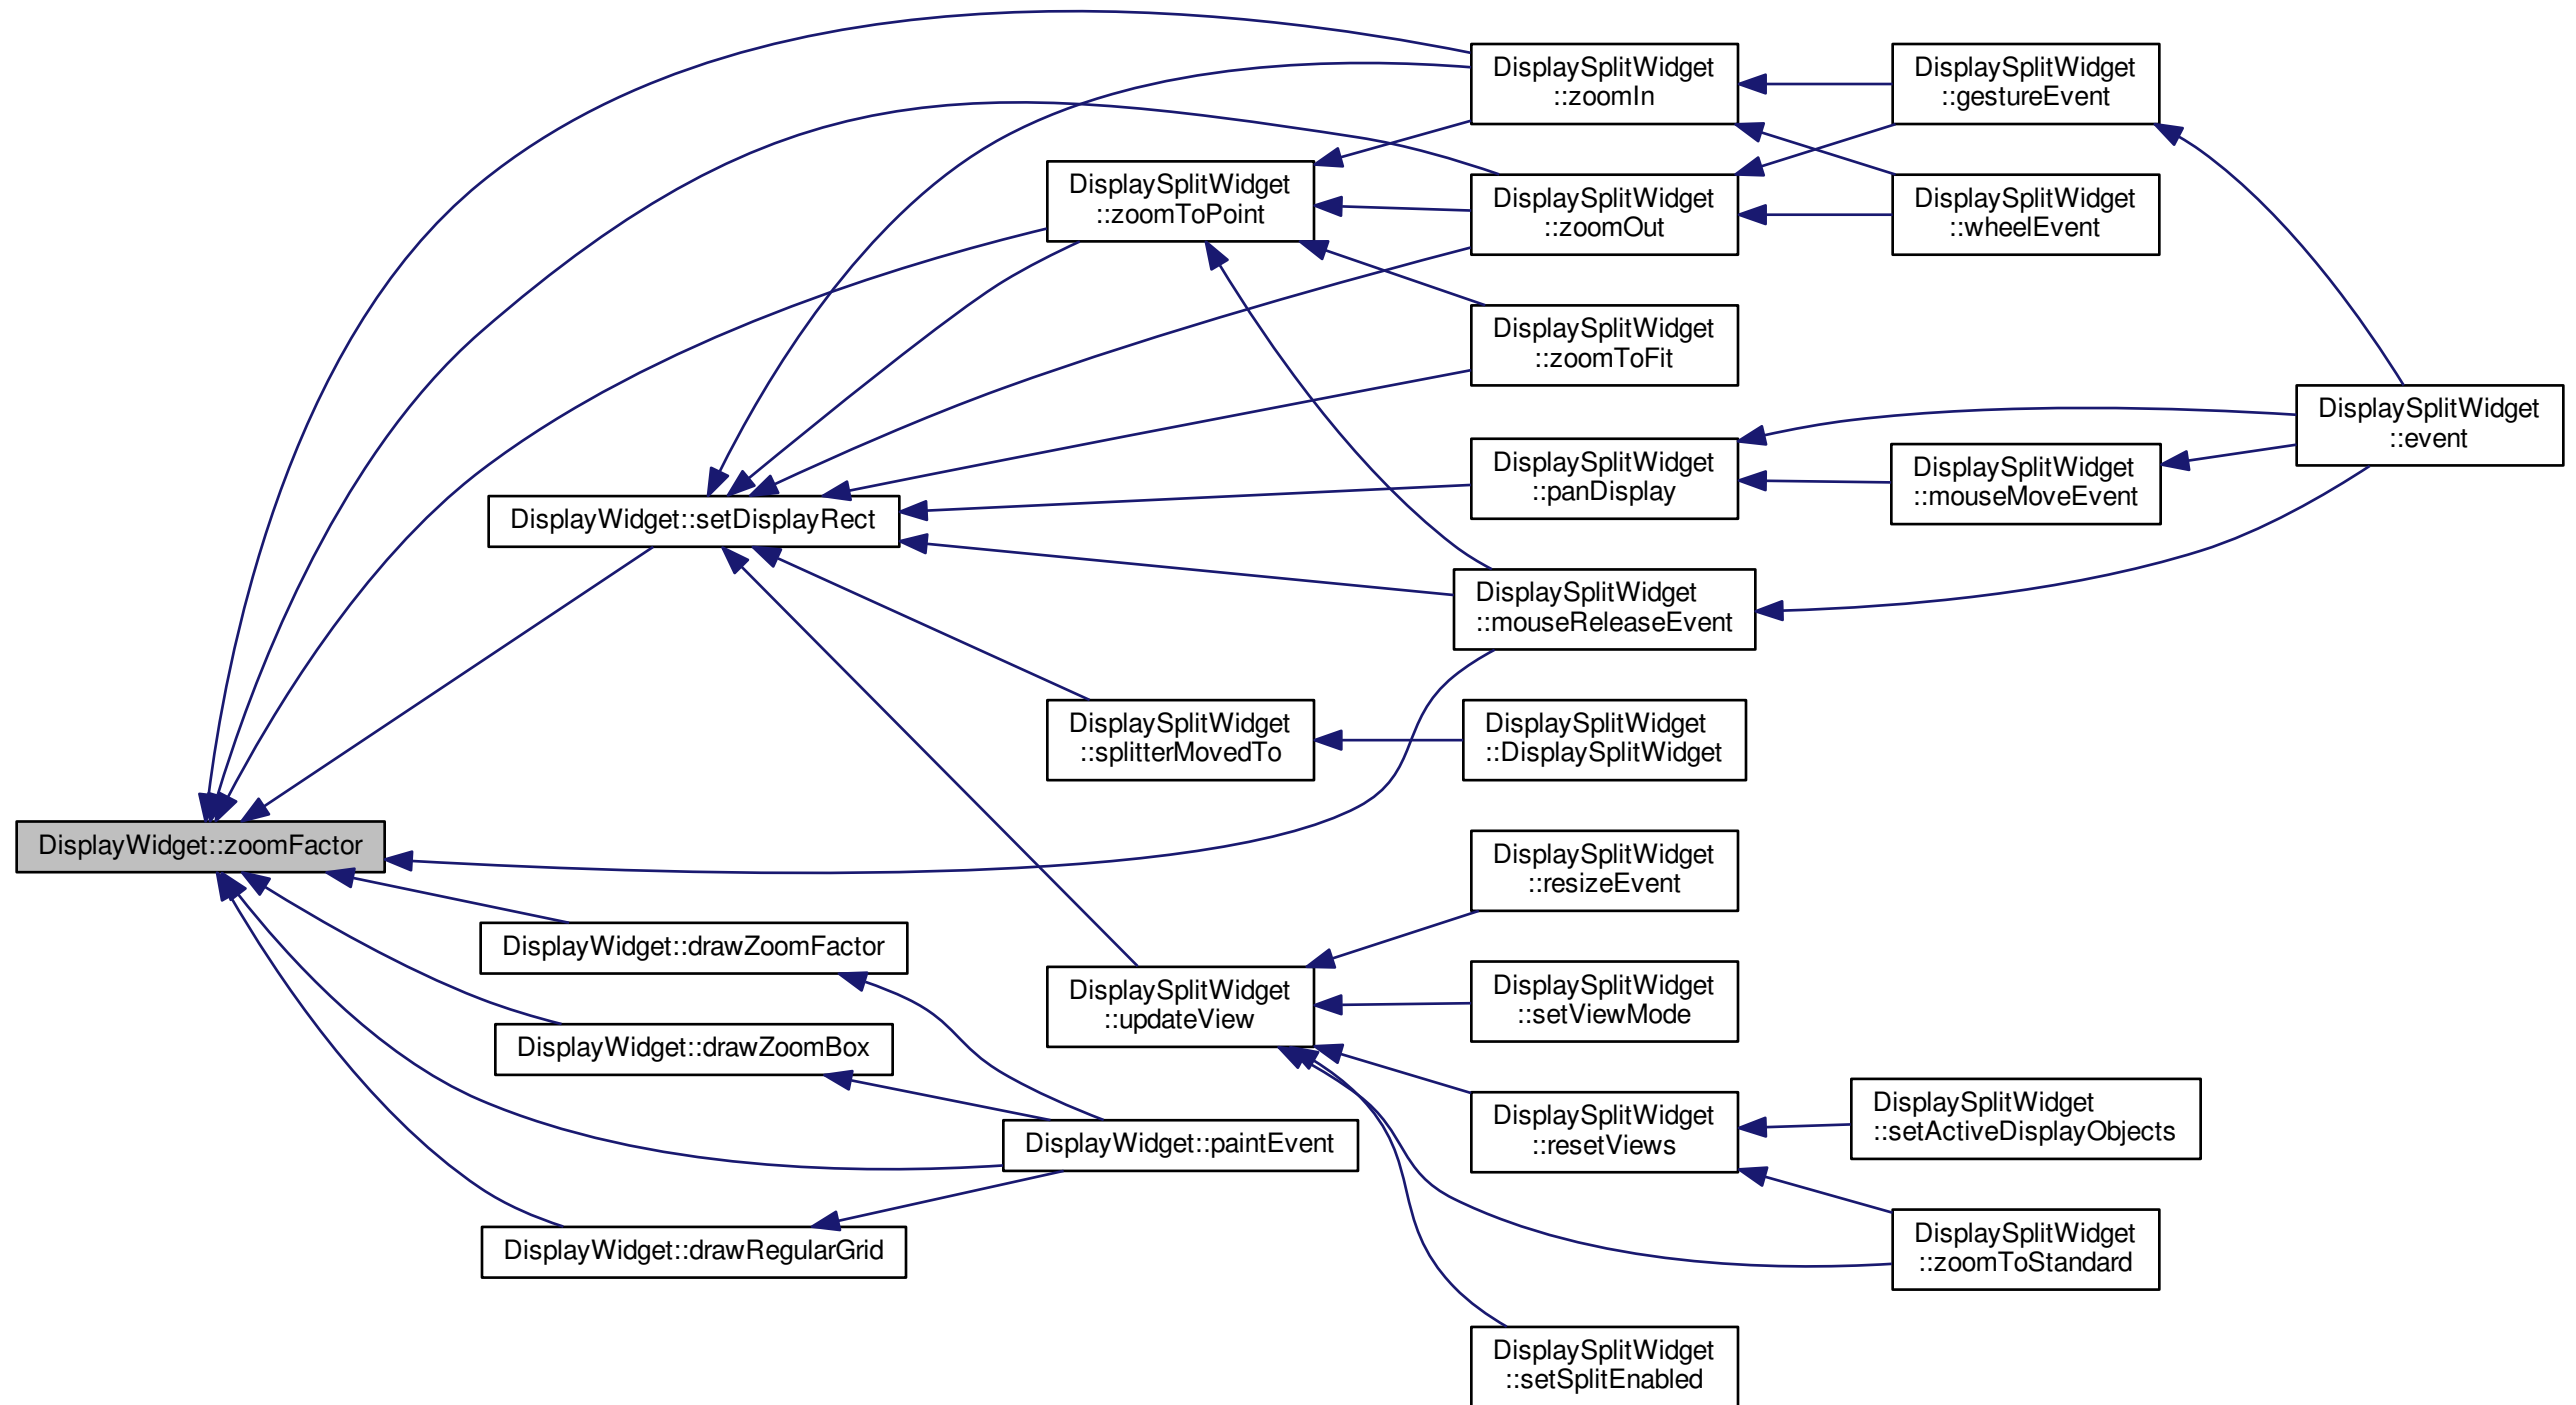 DisplaySplitWidget
::zoomIn
DisplaySplitWidget
::gestureEvent
DisplaySplitWidget
::zoomToPoint
DisplaySplitWidget
::zoomOut
DisplaySplitWidget
::wheelEvent
DisplaySplitWidget
::zoomToFit
DisplaySplitWidget
::event
DisplaySplitWidget
::panDisplay
DisplaySplitWidget
::mouseMoveEvent
DisplayWidget::setDisplayRect
DisplaySplitWidget
::mouseReleaseEvent
DisplaySplitWidget
::splitterMovedTo
DisplaySplitWidget
::DisplaySplitWidget
DisplayWidget::zoomFactor
DisplaySplitWidget
::resizeEvent
DisplayWidget::drawZoomFactor
DisplaySplitWidget
::updateView
DisplaySplitWidget
::setViewMode
DisplayWidget::drawZoomBox
DisplayWidget::paintEvent
DisplaySplitWidget
::resetViews
DisplaySplitWidget
::setActiveDisplayObjects
DisplayWidget::drawRegularGrid
DisplaySplitWidget
::zoomToStandard
DisplaySplitWidget
::setSplitEnabled